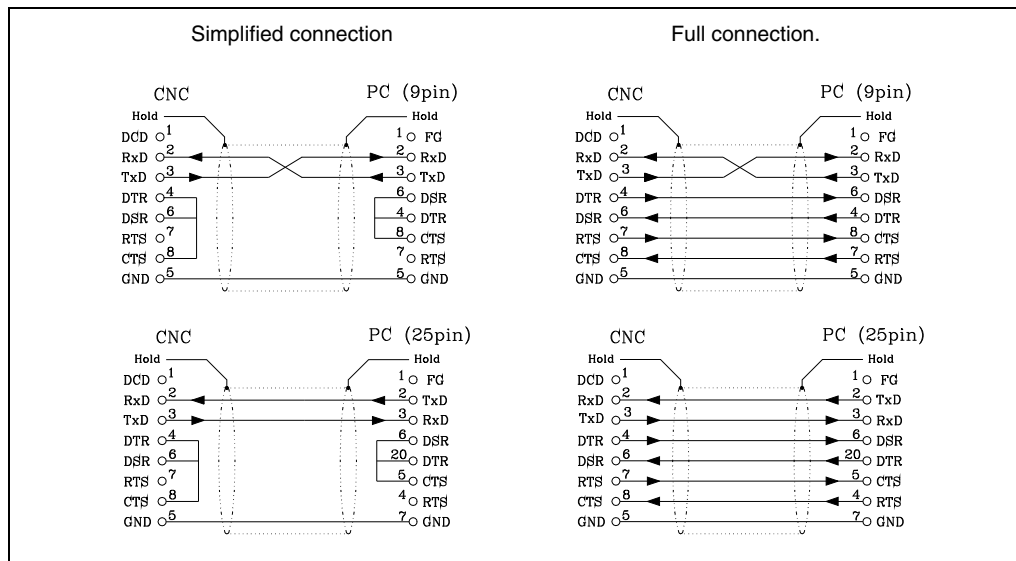 Simplified connection
Full connection.
CNC
PC (9pin)
Hold
Hold
DCD 1
1 FG
RxD 2
2 RxD
TxD 3
3 TxD
DTR 4
6 DSR
DSR 6
4 DTR
RTS 7
8 CTS
CTS 8
7 RTS
GND 5
5 GND
CNC
PC (9pin)
Hold
Hold
DCD 1
1 FG
RxD 2
2 RxD
TxD 3
3 TxD
DTR 4
6 DSR
DSR 6
4 DTR
RTS 7
8 CTS
CTS 8
7 RTS
GND 5
5 GND
CNC
PC (25pin)
Hold
Hold
DCD 1
1 FG
RxD 2
2 TxD
TxD 3
3 RxD
DTR 4
6 DSR
DSR 6
20 DTR
RTS 7
5 CTS
CTS 8
4 RTS
GND 5
7 GND
CNC
PC (25pin)
Hold
Hold
DCD 1
1 FG
RxD 2
2 TxD
TxD 3
3 RxD
DTR 4
6 DSR
DSR 6
20 DTR
RTS 7
5 CTS
CTS 8
4 RTS
GND 5
7 GND